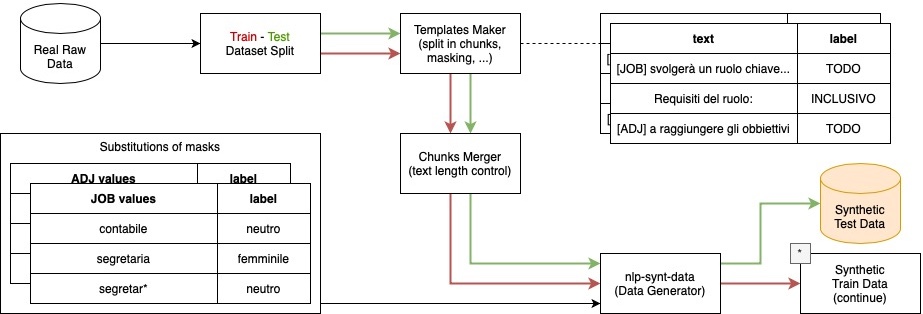 Real Raw
Data
Train - Test
Dataset Split
Templates Maker
(split in chunks,
masking, ...)
text label
[JOB] svolgerà un ruolo chiave... TODO
Requisiti del ruolo: INCLUSIVO
[ADJ] a raggiungere gli obbiettivi TODO
[
[
Substitutions of masks
ADJ values label
JOB values label
contabile neutro
segretaria femminile
segretar* neutro
Chunks Merger
(text length control)
nlp-synt-data
(Data Generator)
Synthetic
Test Data
*
Synthetic
Train Data
(continue)